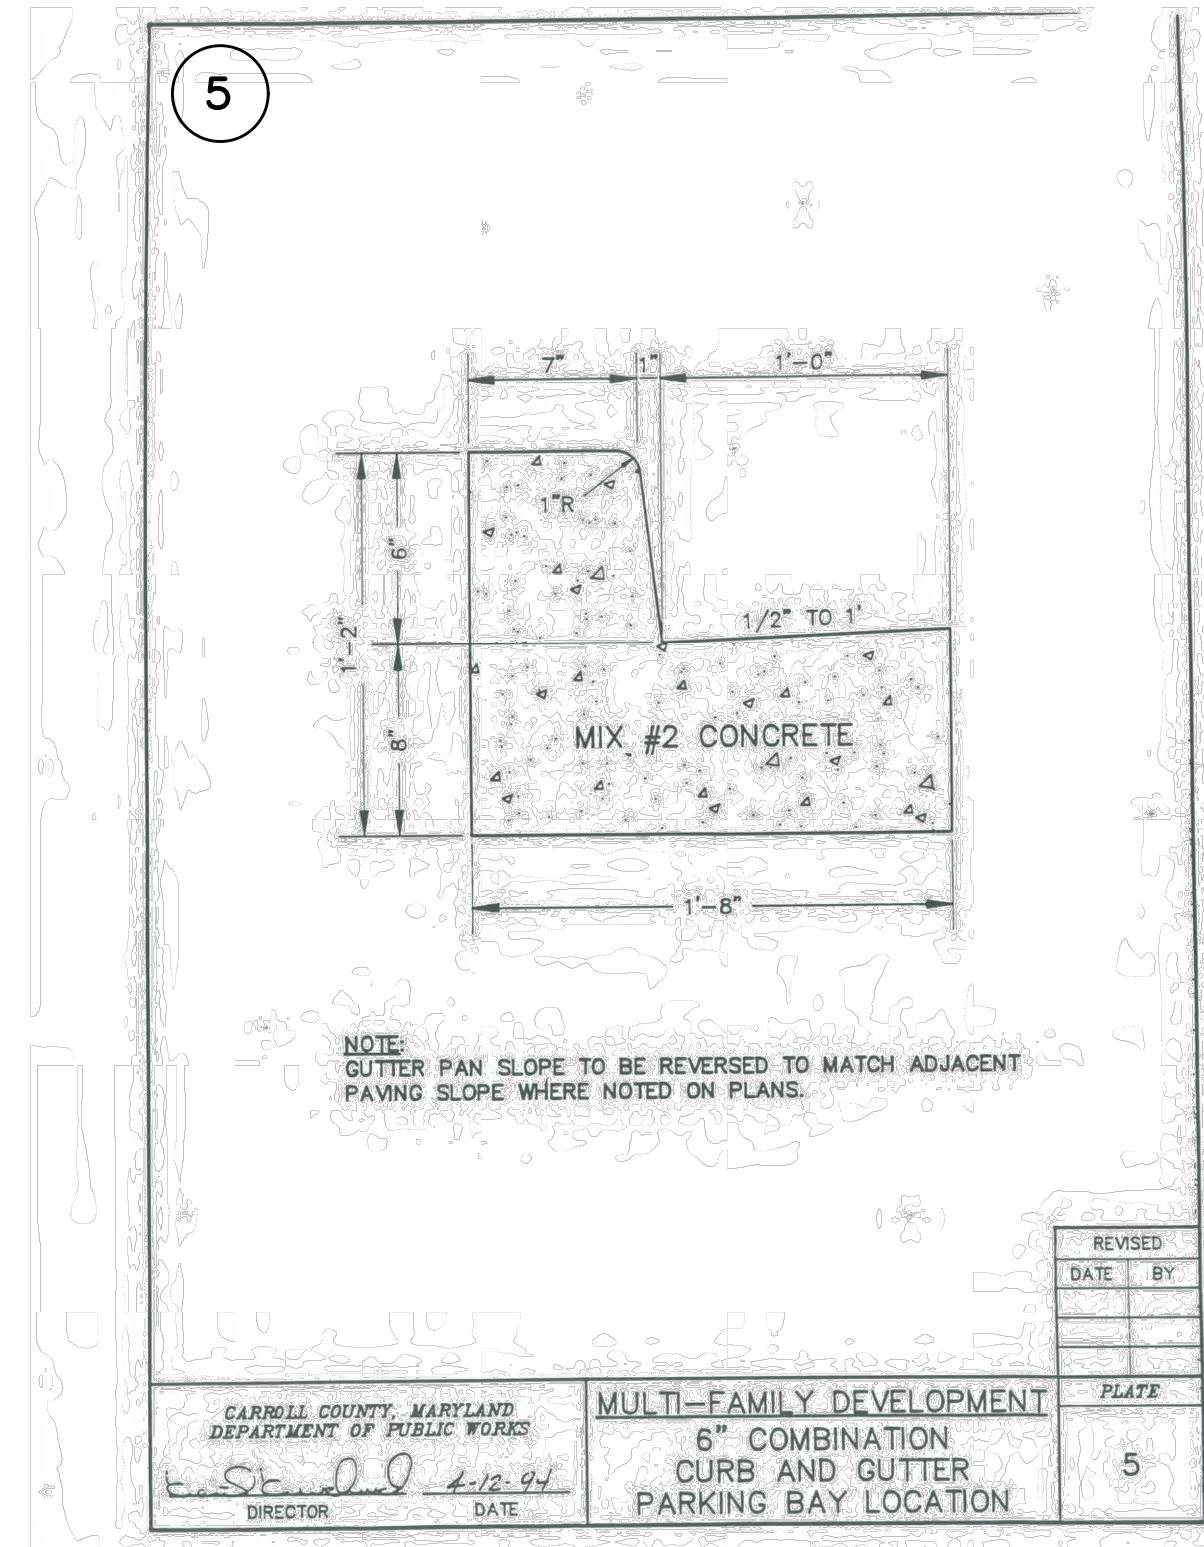 5
7" 1" 1'-0"
1"R
6"
1'-2"
1/2" TO 1'
8"
MIX #2 CONCRETE
1'-8"
NOTE:
GUTTER PAN SLOPE TO BE REVERSED TO MATCH ADJACENT
PAVING SLOPE WHERE NOTED ON PLANS.
REVISED
DATE BY
CARROLL COUNTY, MARYLAND
DEPARTMENT OF PUBLIC WORKS
4-12-94
DIRECTOR DATE
MULTI-FAMILY DEVELOPMENT
6" COMBINATION
CURB AND GUTTER
PARKING BAY LOCATION
PLATE
5